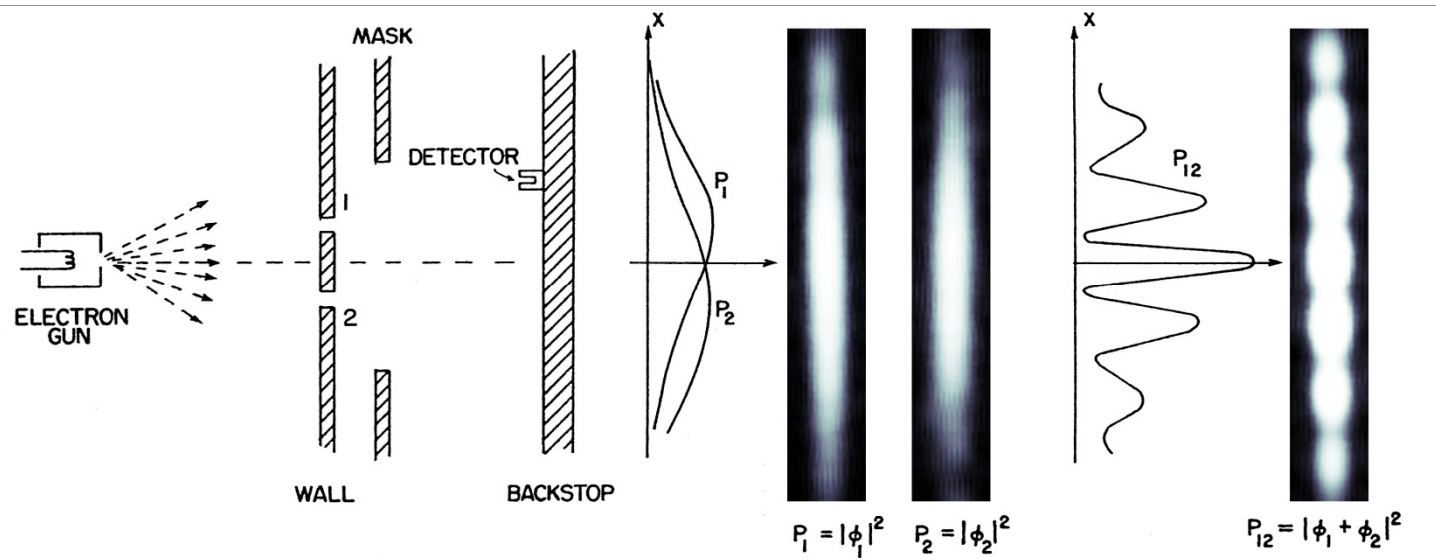 MASK
X
X
DETECTOR
P₁
P₁₂
1
ELECTRON
GUN
2
P₂
WALL
BACKSTOP
P₁ = |ϕ₁|²
P₂ = |ϕ₂|²
P₁₂ = |ϕ₁ + ϕ₂|²